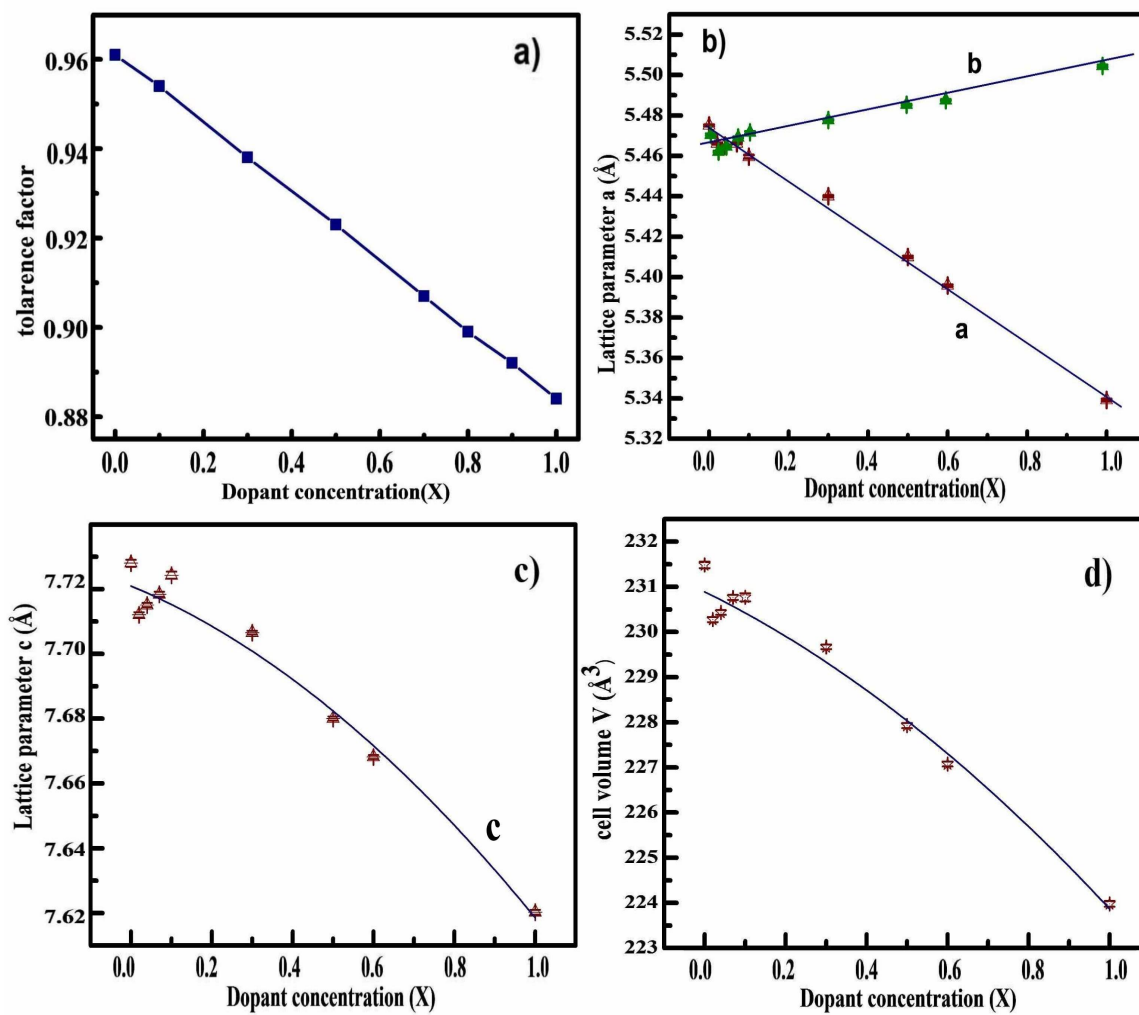 a)
0.96
0.94
0.92
0.90
0.88
tolarence factor
0.0 0.2 0.4 0.6 0.8 1.0
Dopant concentration(X)
b)
5.52
5.50
5.48
5.46
5.44
5.42
5.40
5.38
5.36
5.34
5.32
Lattice parameter a (Å)
b
a
0.0 0.2 0.4 0.6 0.8 1.0
Dopant concentration(X)
c)
7.72
7.70
7.68
7.66
7.64
7.62
Lattice parameter c (Å)
c
0.0 0.2 0.4 0.6 0.8 1.0
Dopant concentration (X)
d)
232
231
230
229
228
227
226
225
224
223
cell volume V (Å³)
0.0 0.2 0.4 0.6 0.8 1.0
Dopant concentration (X)